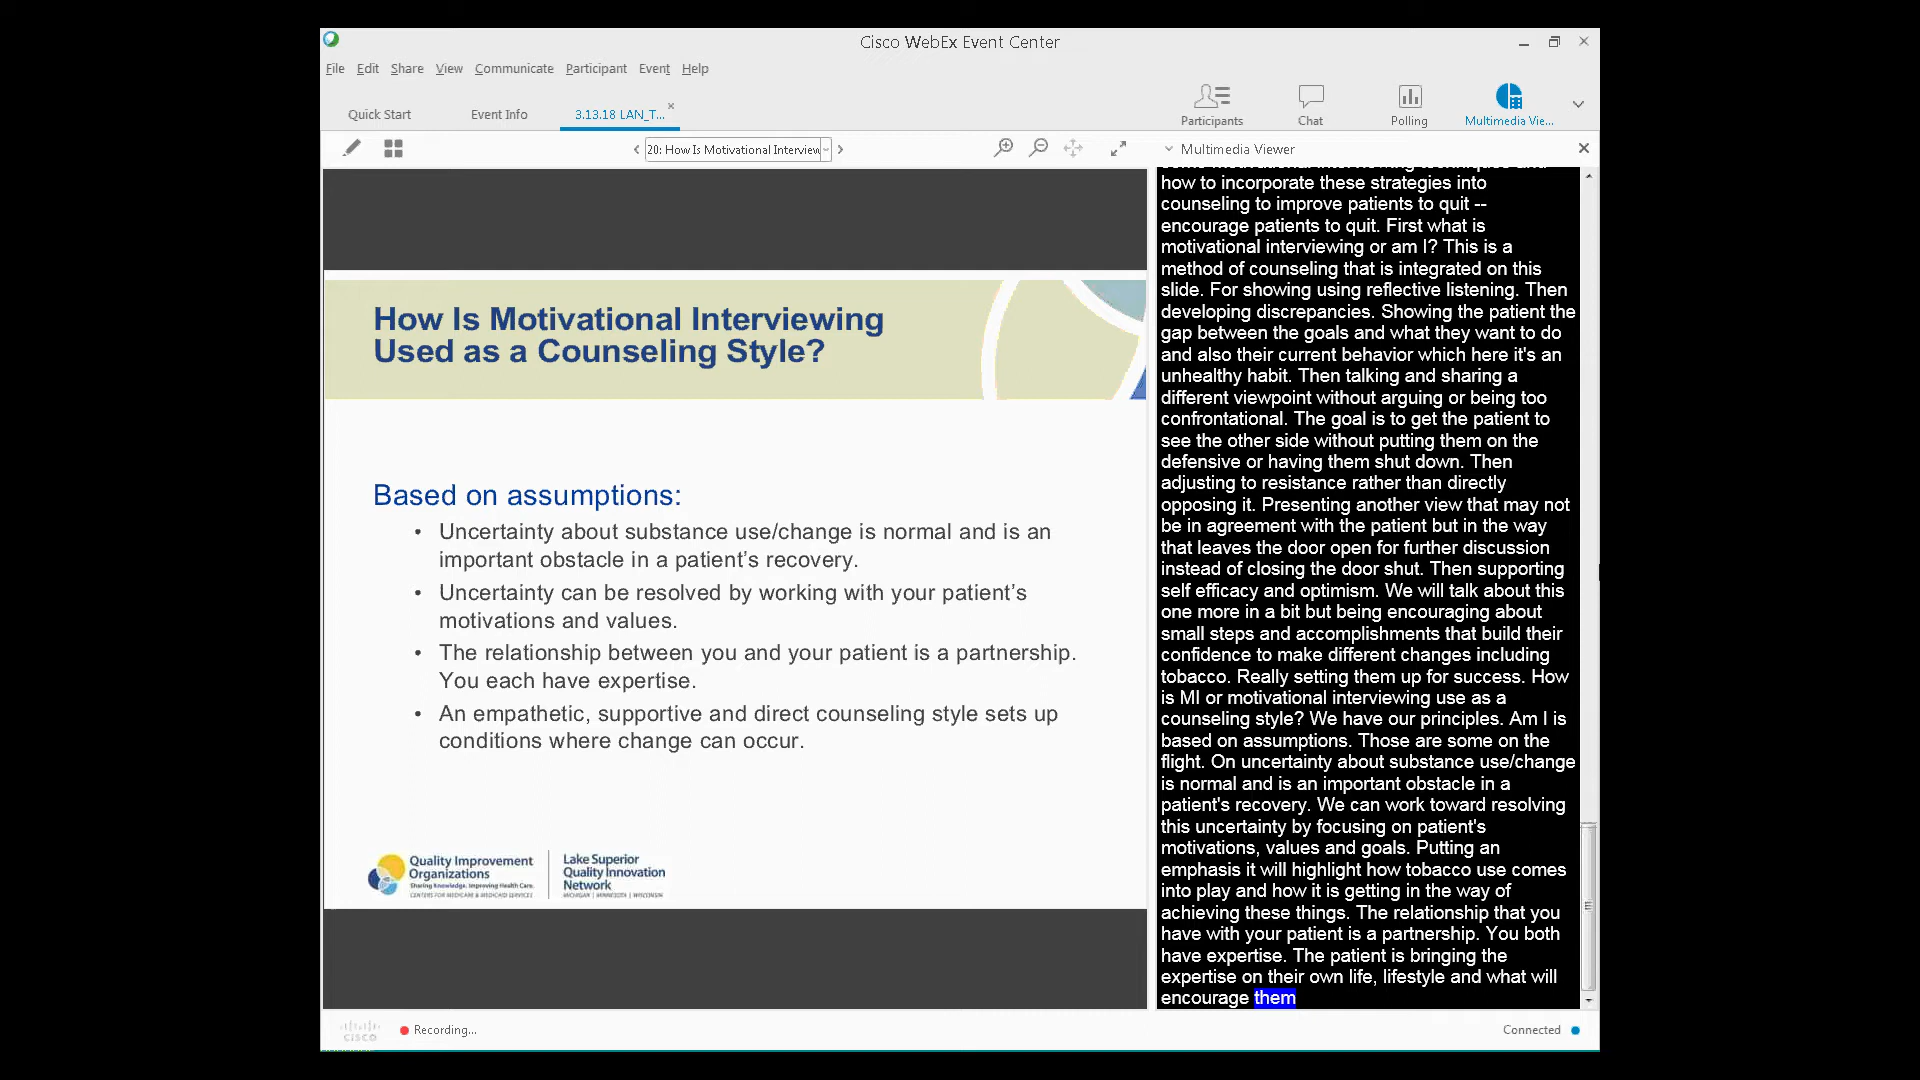 Cisco WebEx Event Center
File Edit Share View Communicate Participant Event Help
Quick Start Event Info 3.13.18 LAN_T...
Participants Chat Polling Multimedia Vie...
20: How Is Motivational Interview
Multimedia Viewer
How Is Motivational Interviewing
Used as a Counseling Style?
Based on assumptions:
• Uncertainty about substance use/change is normal and is an
important obstacle in a patient’s recovery.
• Uncertainty can be resolved by working with your patient’s
motivations and values.
• The relationship between you and your patient is a partnership.
You each have expertise.
• An empathetic, supportive and direct counseling style sets up
conditions where change can occur.
Quality Improvement
Organizations
Sharing Knowledge. Improving Health Care.
CENTERS FOR MEDICARE & MEDICAID SERVICES
Lake Superior
Quality Innovation
Network
MICHIGAN | MINNESOTA | WISCONSIN
how to incorporate these strategies into
counseling to improve patients to quit --
encourage patients to quit. First what is
motivational interviewing or am I? This is a
method of counseling that is integrated on this
slide. For showing using reflective listening. Then
developing discrepancies. Showing the patient the
gap between the goals and what they want to do
and also their current behavior which here it's an
unhealthy habit. Then talking and sharing a
different viewpoint without arguing or being too
confrontational. The goal is to get the patient to
see the other side without putting them on the
defensive or having them shut down. Then
adjusting to resistance rather than directly
opposing it. Presenting another view that may not
be in agreement with the patient but in the way
that leaves the door open for further discussion
instead of closing the door shut. Then supporting
self efficacy and optimism. We will talk about this
one more in a bit but being encouraging about
small steps and accomplishments that build their
confidence to make different changes including
tobacco. Really setting them up for success. How
is MI or motivational interviewing use as a
counseling style? We have our principles. Am I is
based on assumptions. Those are some on the
flight. On uncertainty about substance use/change
is normal and is an important obstacle in a
patient's recovery. We can work toward resolving
this uncertainty by focusing on patient's
motivations, values and goals. Putting an
emphasis it will highlight how tobacco use comes
into play and how it is getting in the way of
achieving these things. The relationship that you
have with your patient is a partnership. You both
have expertise. The patient is bringing the
expertise on their own life, lifestyle and what will
encourage them
cisco
Recording...
Connected